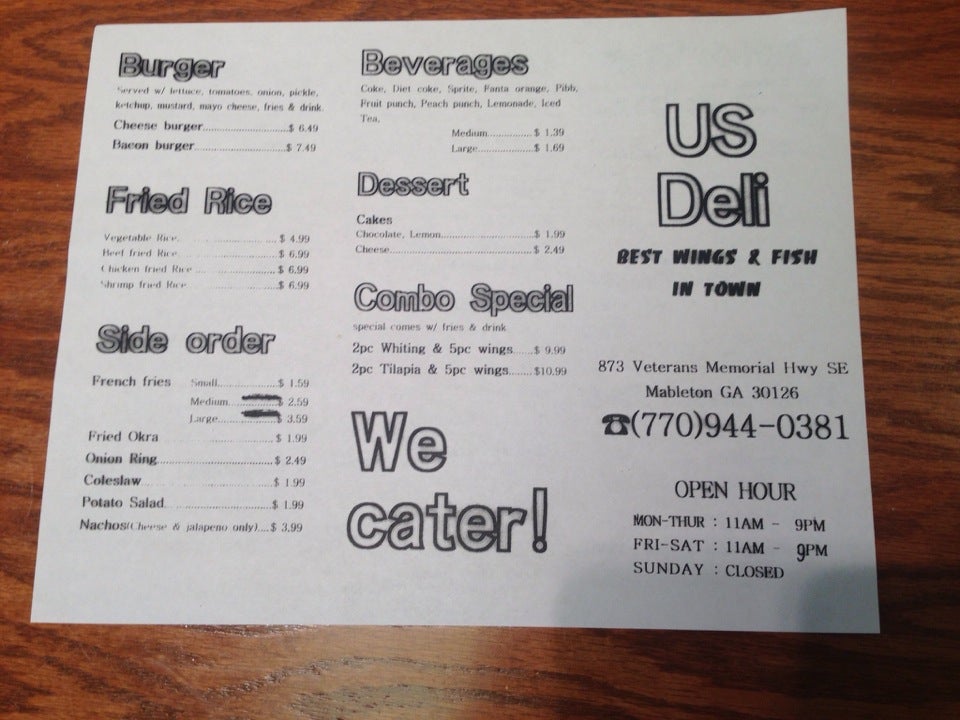 Burger
Served w/ lettuce, tomatoes, onion, pickle,
ketchup, mustard, mayo cheese, fries & drink.
Cheese burger......................$ 6.49
Bacon burger.......................$ 7.49
Fried Rice
Vegetable Rice. ................ $ 4.99
Beef fried Rice ................ $ 6.99
Chicken fried Rice ............. $ 6.99
Shrimp fried Rice .............. $ 6.99
Side order
French fries Small...............$ 1.59
Medium............$ 2.59
Large...............$ 3.59
Fried Okra .........................$ 1.99
Onion Ring..........................$ 2.49
Coleslaw............................$ 1.99
Potato Salad........................$ 1.99
Nachos(Cheese & jalapeno only)....$ 3.99
Beverages
Coke, Diet coke, Sprite, Fanta orange, Pibb,
Fruit punch, Peach punch, Lemonade, Iced
Tea,
Medium............$ 1.39
Large...............$ 1.69
Dessert
Cakes
Chocolate, Lemon......................$ 1.99
Cheese....................................$ 2.49
Combo Special
special comes w/ fries & drink
2pc Whiting & 5pc wings......$ 9.99
2pc Tilapia & 5pc wings.......$10.99
We
cater!
US
Deli
BEST WINGS & FISH
IN TOWN
873 Veterans Memorial Hwy SE
Mableton GA 30126
☎(770)944-0381
OPEN HOUR
MON-THUR : 11AM - 9PM
FRI-SAT : 11AM - 9PM
SUNDAY : CLOSED